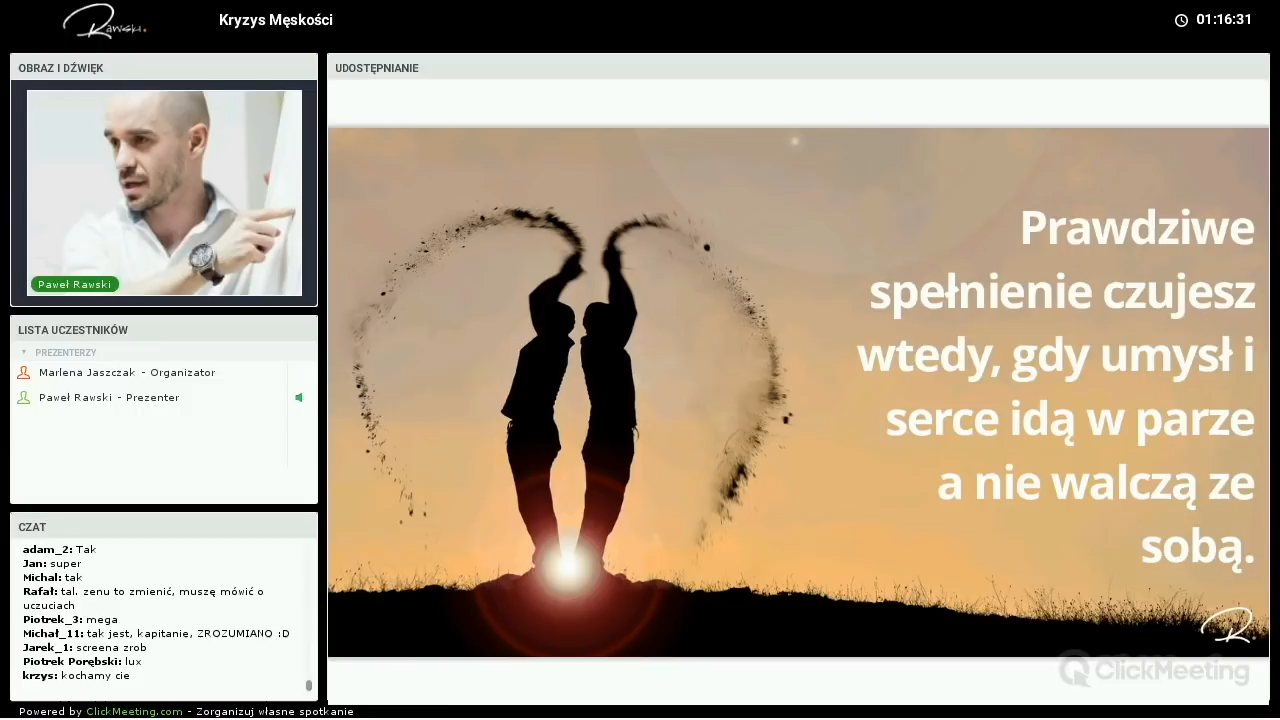 Rawski.
Kryzys Męskości
01:16:31
OBRAZ I DŹWIĘK
Paweł Rawski
LISTA UCZESTNIKÓW
PREZENTERZY
Marlena Jaszczak - Organizator
Paweł Rawski - Prezenter
CZAT
adam_2: Tak
Jan: super
Michal: tak
Rafał: tal. zenu to zmienić, muszę mówić o
uczuciach
Piotrek_3: mega
Michał_11: tak jest, kapitanie, ZROZUMIANO :D
Jarek_1: screena zrob
Piotrek Porębski: lux
krzys: kochamy cie
Powered by ClickMeeting.com - Zorganizuj własne spotkanie
UDOSTĘPNIANIE
Prawdziwe
spełnienie czujesz
wtedy, gdy umysł i
serce idą w parze
a nie walczą ze
sobą.
R.
ClickMeeting